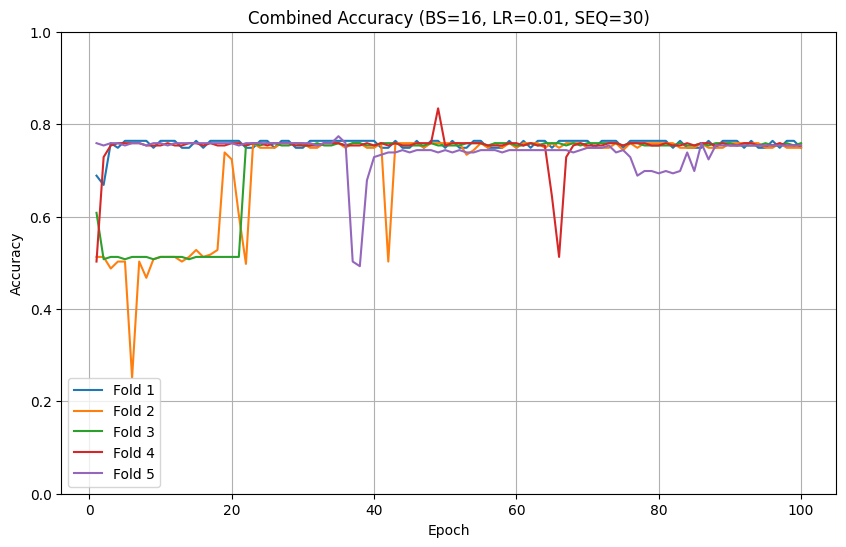 Combined Accuracy (BS=16, LR=0.01, SEQ=30)
1.0
0.8
0.6
0.4
0.2
0.0
Accuracy
Fold 1
Fold 2
Fold 3
Fold 4
Fold 5
0 20 40 60 80 100
Epoch